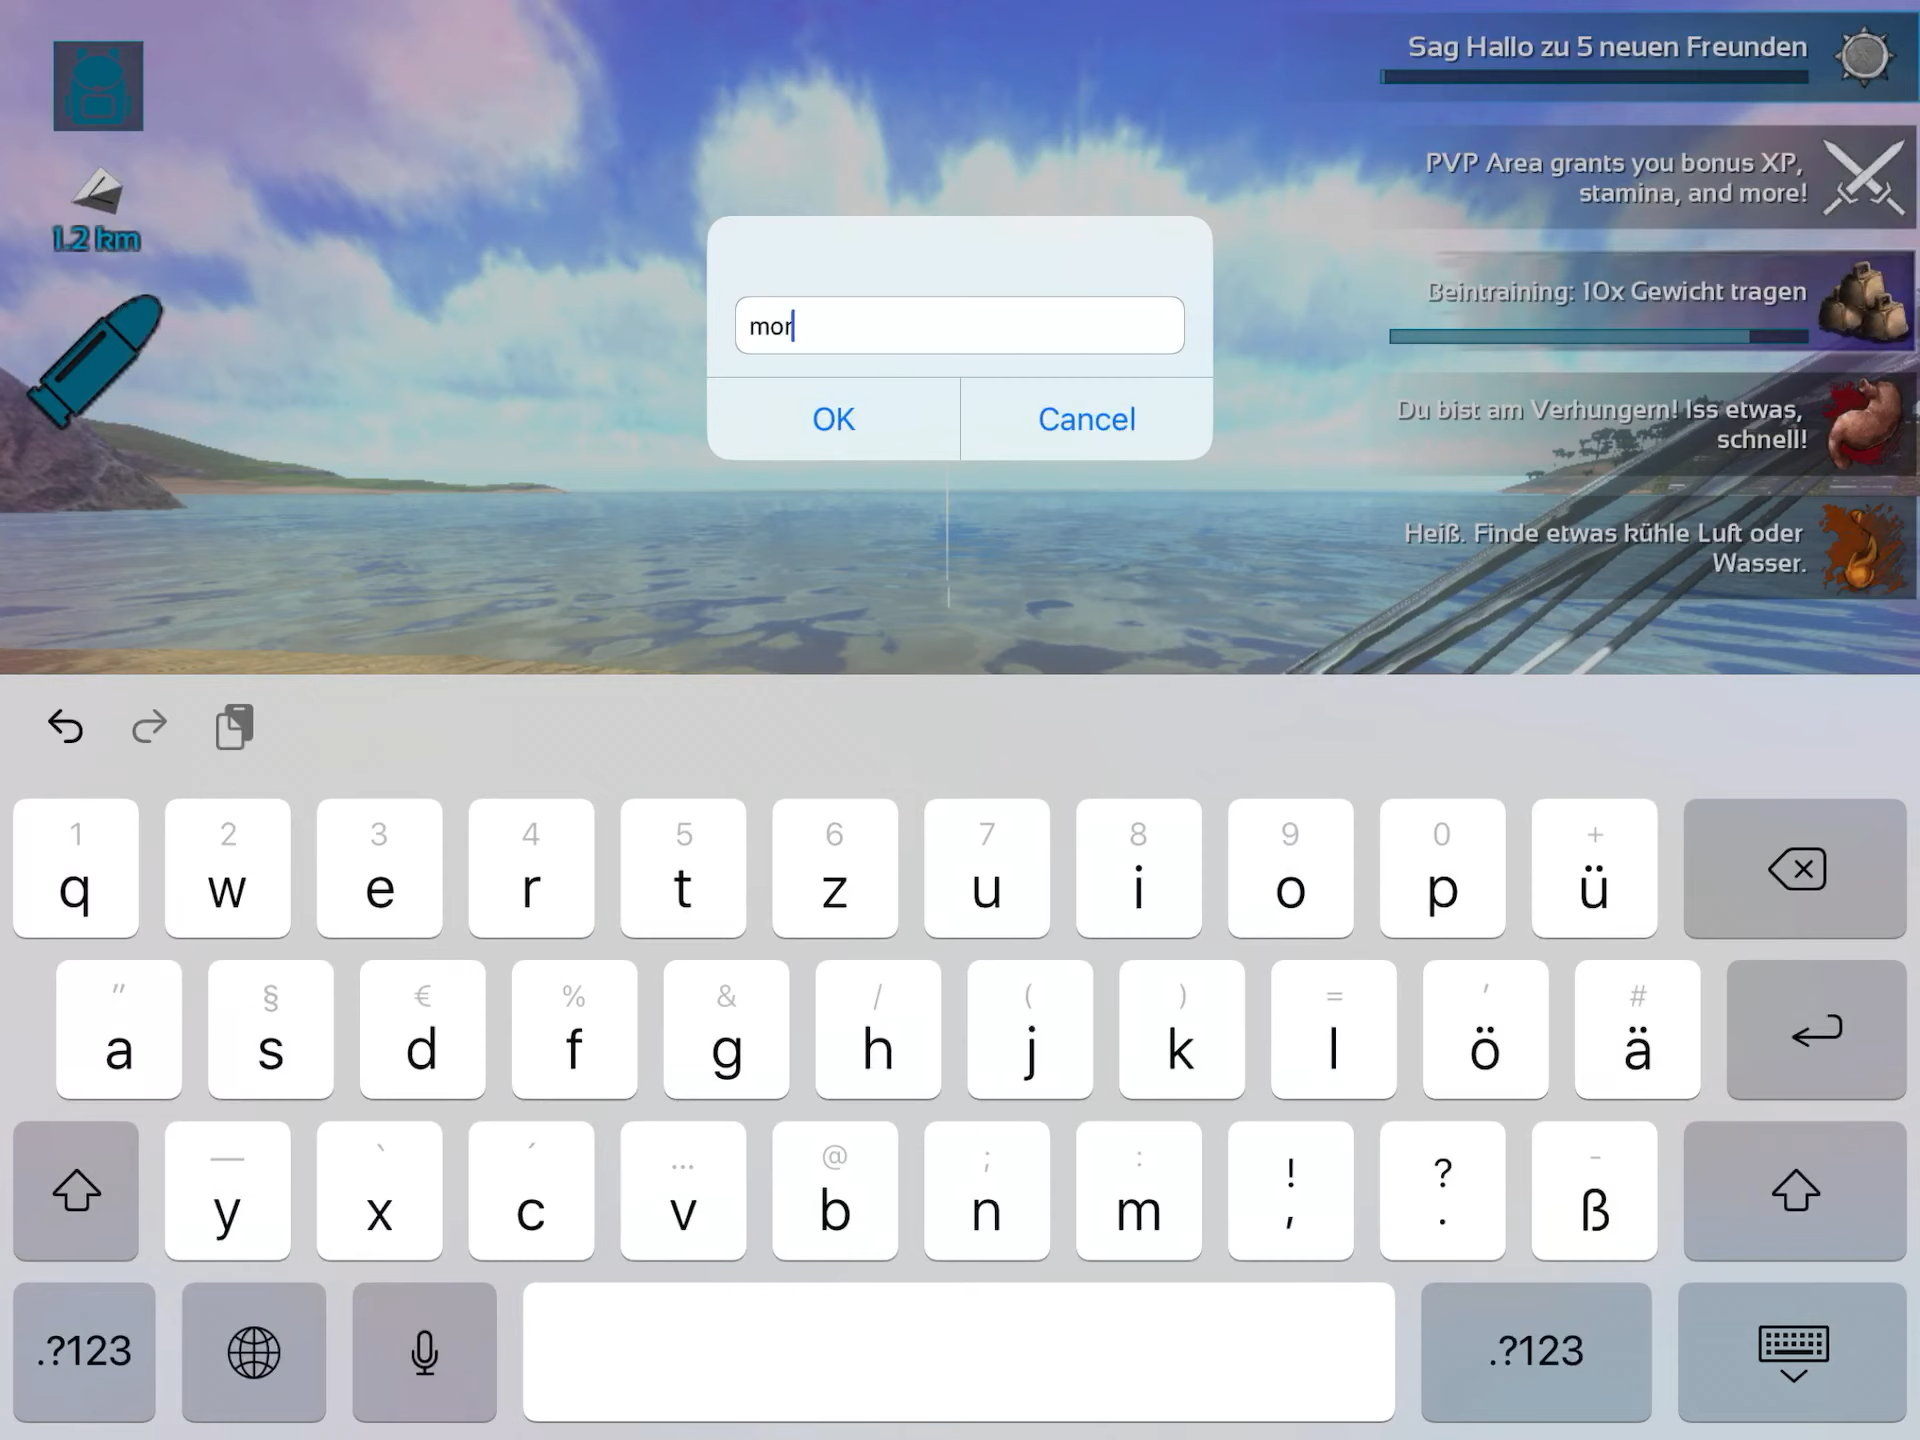 Sag Hallo zu 5 neuen Freunden
PVP Area grants you bonus XP,
stamina, and more!
1.2 km
Beintraining: 10x Gewicht tragen
mor
OK
Cancel
Du bist am Verhungern! Iss etwas,
schnell!
Heiß. Finde etwas kühle Luft oder
Wasser.
1 2 3 4 5 6 7 8 9 0 +
q w e r t z u i o p ü
" § € % & / ( ) = ' #
a s d f g h j k l ö ä
— ` ´ ... @ ; : ! ? -
y x c v b n m , . ß
.?123 .?123